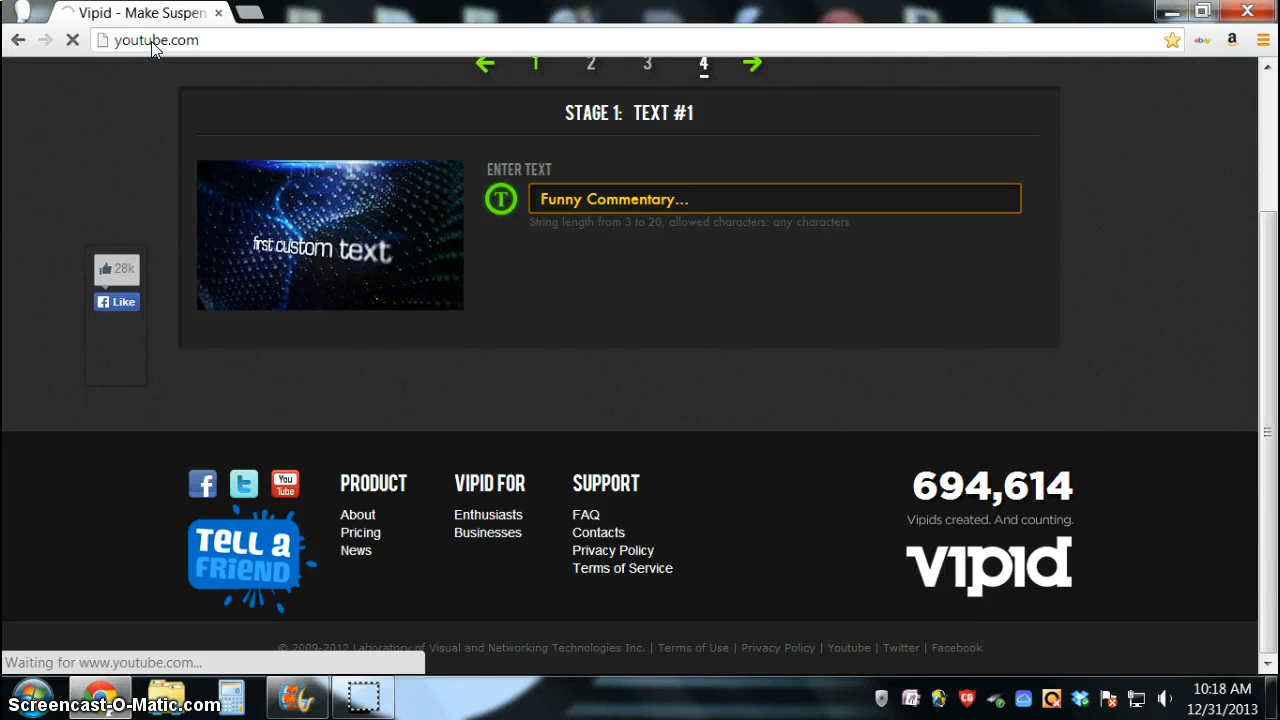 Vipid - Make Suspen
youtube.com
ebay
a
1 2 3 4
STAGE 1: TEXT #1
ENTER TEXT
T
Funny Commentary...
String length from 3 to 20, allowed characters: any characters
first custom text
28k
Like
PRODUCT
About
Pricing
News
VIPID FOR
Enthusiasts
Businesses
SUPPORT
FAQ
Contacts
Privacy Policy
Terms of Service
f
t
You
Tube
TELL A
FRIEND
694,614
Vipids created. And counting.
vipid
© 2009-2012 Laboratory of Visual and Networking Technologies Inc. | Terms of Use | Privacy Policy | Youtube | Twitter | Facebook
Waiting for www.youtube.com...
Screencast-O-Matic.com
CG
10:18 AM
12/31/2013